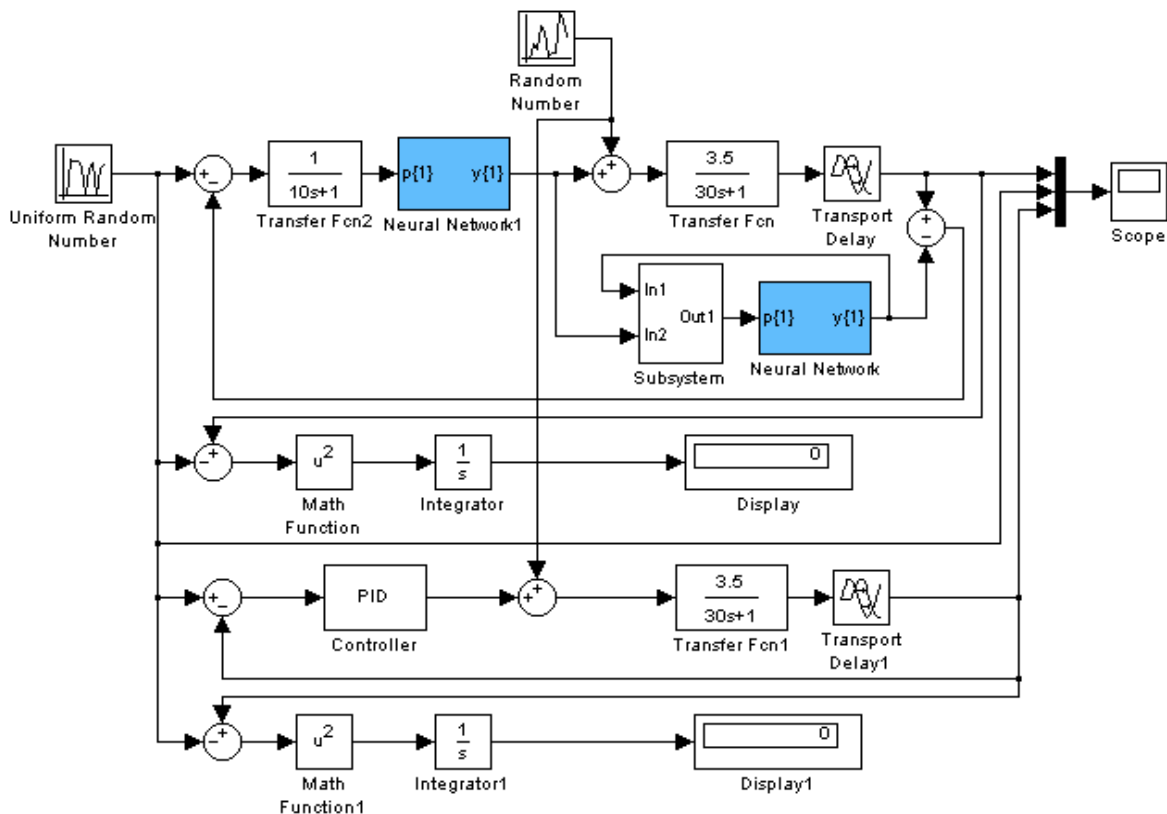 Random
Number
Uniform Random
Number
+
−
1
10s+1
Transfer Fcn2
p{1} y{1}
Neural Network1
+
+
3.5
30s+1
Transfer Fcn
Transport
Delay
+
−
Scope
In1
In2
Out1
Subsystem
p{1} y{1}
Neural Network
−
+
u2
Math
Function
1
s
Integrator
0
Display
+
−
PID
Controller
+
+
3.5
30s+1
Transfer Fcn1
Transport
Delay1
−
+
u2
Math
Function1
1
s
Integrator1
0
Display1